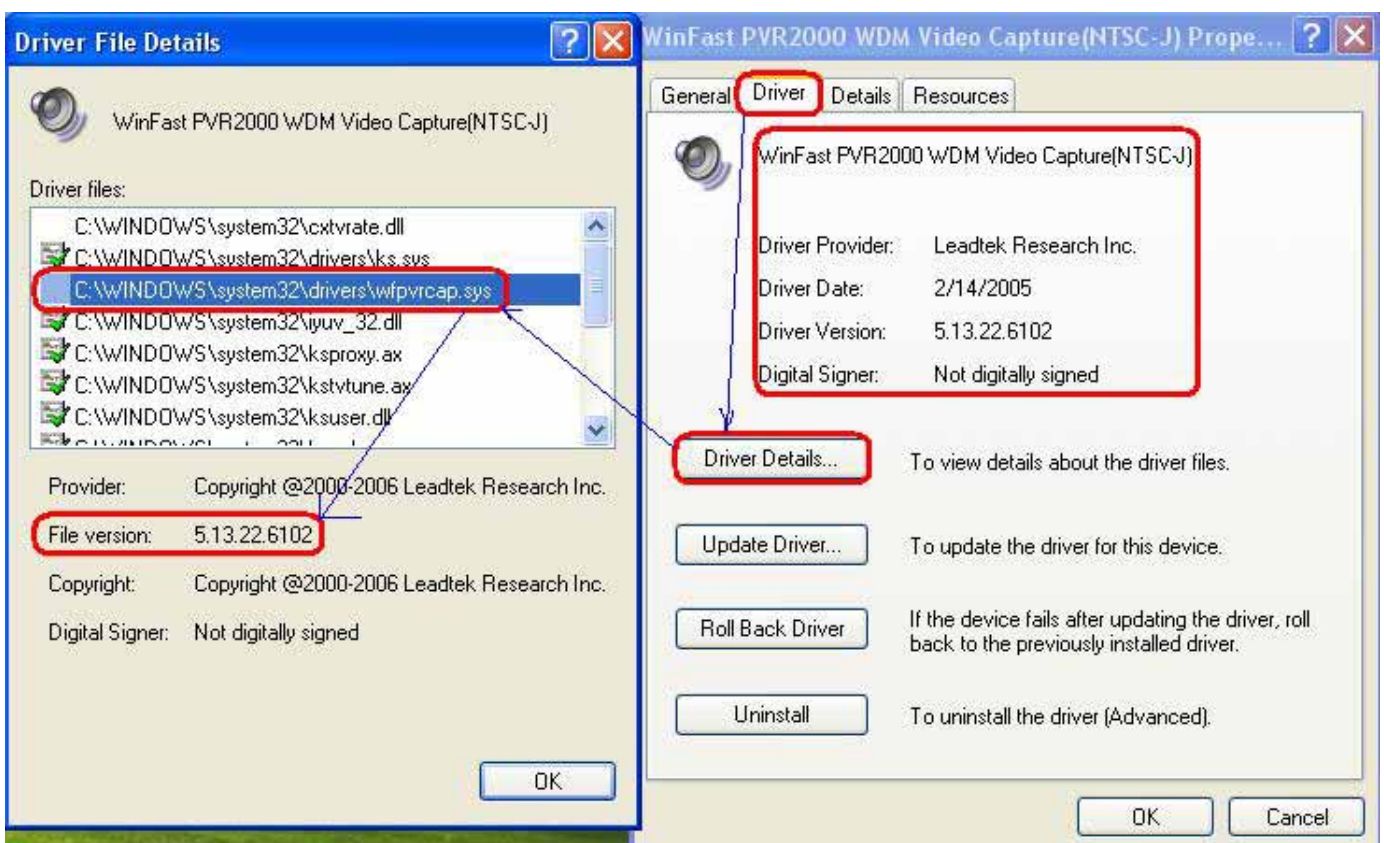 Driver File Details
WinFast PVR2000 WDM Video Capture(NTSC-J)
Driver files:
C:\WINDOWS\system32\cxtvrate.dll
C:\WINDOWS\system32\drivers\ks.sys
C:\WINDOWS\system32\drivers\wfpvrcap.sys
C:\WINDOWS\system32\iyuv_32.dll
C:\WINDOWS\system32\ksproxy.ax
C:\WINDOWS\system32\kstvtune.ax
C:\WINDOWS\system32\ksuser.dll
Provider: Copyright @2000-2006 Leadtek Research Inc.
File version: 5.13.22.6102
Copyright: Copyright @2000-2006 Leadtek Research Inc.
Digital Signer: Not digitally signed
OK
WinFast PVR2000 WDM Video Capture(NTSC-J) Prope...
General Driver Details Resources
WinFast PVR2000 WDM Video Capture(NTSC-J)
Driver Provider: Leadtek Research Inc.
Driver Date: 2/14/2005
Driver Version: 5.13.22.6102
Digital Signer: Not digitally signed
Driver Details... To view details about the driver files.
Update Driver... To update the driver for this device.
Roll Back Driver If the device fails after updating the driver, roll
back to the previously installed driver.
Uninstall To uninstall the driver (Advanced).
OK Cancel